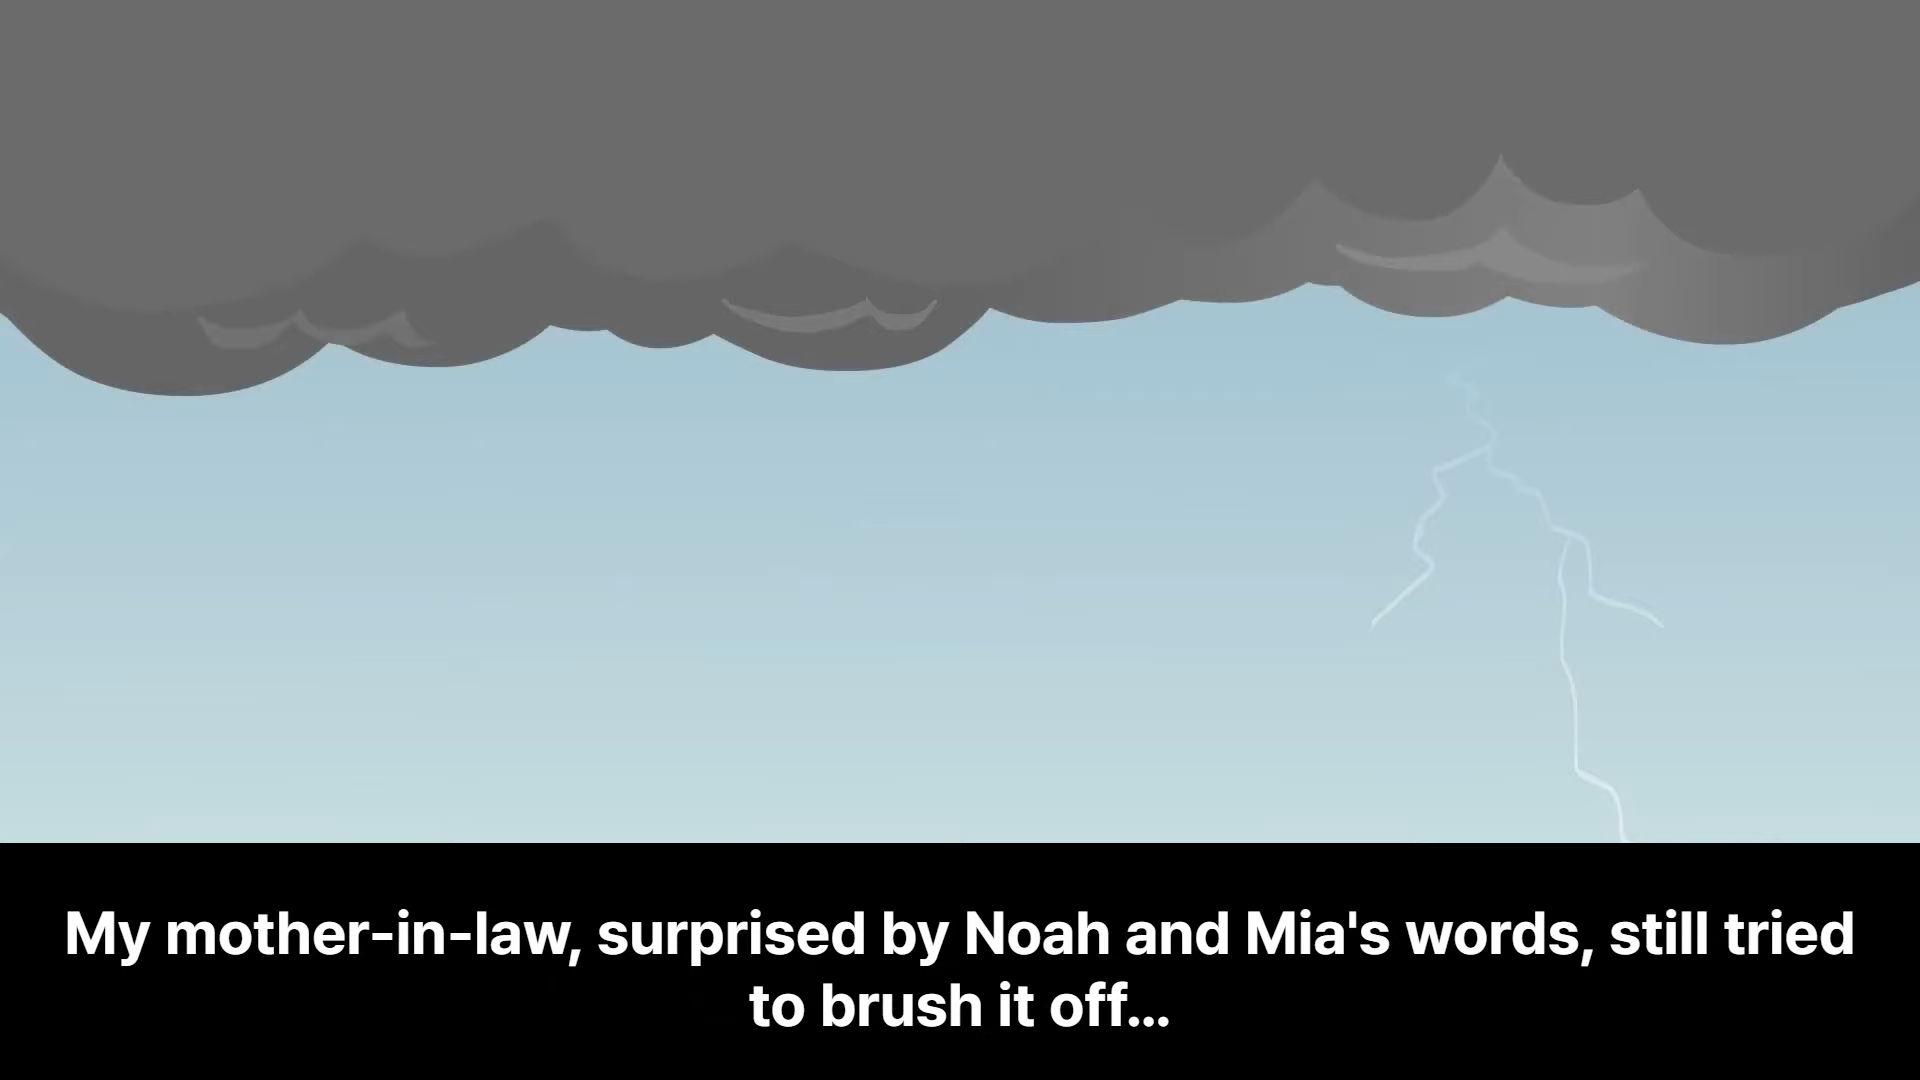 My mother-in-law, surprised by Noah and Mia's words, still tried
to brush it off...